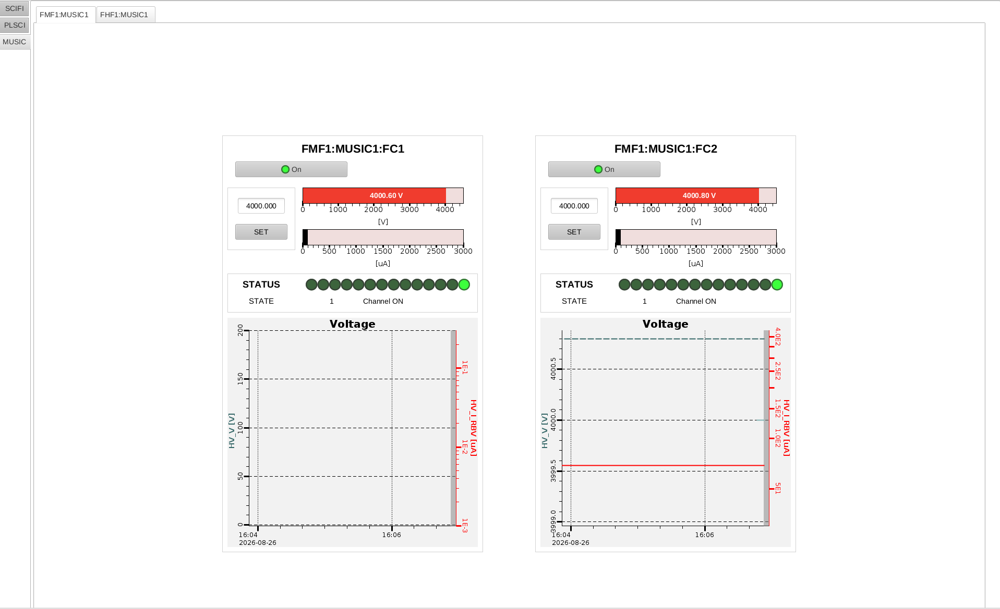 SCIFI
PLSCI
MUSIC
FMF1:MUSIC1
FHF1:MUSIC1
FMF1:MUSIC1:FC1
On
4000.000
SET
4000.60 V
0 1000 2000 3000 4000
[V]
0 500 1000 1500 2000 2500 3000
[uA]
STATUS
STATE 1 Channel ON
Voltage
200
150
100
50
0
HV_V [V]
1E-1
1E-2
1E-3
HV_I_RBV [uA]
16:04 16:06
2026-08-26
FMF1:MUSIC1:FC2
On
4000.000
SET
4000.80 V
0 1000 2000 3000 4000
[V]
0 500 1000 1500 2000 2500 3000
[uA]
STATUS
STATE 1 Channel ON
Voltage
4000.5
4000.0
3999.5
3999.0
HV_V [V]
4.0E2
2.5E2
1.5E2
1.0E2
5E1
HV_I_RBV [uA]
16:04 16:06
2026-08-26